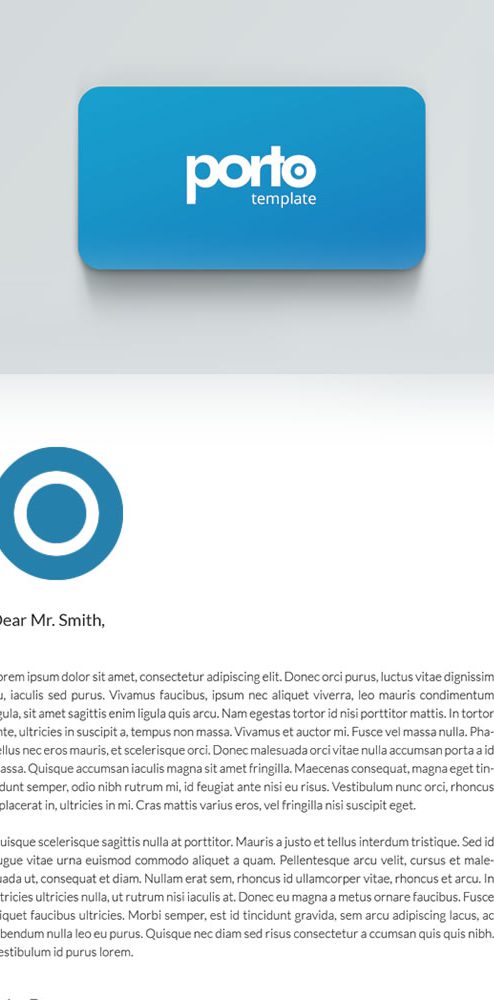 porto
template
Dear Mr. Smith,
orem ipsum dolor sit amet, consectetur adipiscing elit. Donec orci purus, luctus vitae dignissim
u, iaculis sed purus. Vivamus faucibus, ipsum nec aliquet viverra, leo mauris condimentum
gula, sit amet sagittis enim ligula quis arcu. Nam egestas tortor id nisi porttitor mattis. In tortor
nte, ultricies in suscipit a, tempus non massa. Vivamus et auctor mi. Fusce vel massa nulla. Pha-
ellus nec eros mauris, et scelerisque orci. Donec malesuada orci vitae nulla accumsan porta a id
assa. Quisque accumsan iaculis magna sit amet fringilla. Maecenas consequat, magna eget tin-
dunt semper, odio nibh rutrum mi, id feugiat ante nisi eu risus. Vestibulum nunc orci, rhoncus
placerat in, ultricies in mi. Cras mattis varius eros, vel fringilla nisi suscipit eget.
uisque scelerisque sagittis nulla at porttitor. Mauris a justo et tellus interdum tristique. Sed id
ugue vitae urna euismod commodo aliquet a quam. Pellentesque arcu velit, cursus et male-
uada ut, consequat et diam. Nullam erat sem, rhoncus id ullamcorper vitae, rhoncus et arcu. In
tricies ultricies nulla, ut rutrum nisi iaculis at. Donec eu magna a metus ornare faucibus. Fusce
iquet faucibus ultricies. Morbi semper, est id tincidunt gravida, sem arcu adipiscing lacus, ac
bendum nulla leo eu purus. Quisque nec diam sed risus consectetur a ccumsan quis quis nibh.
estibulum id purus lorem.